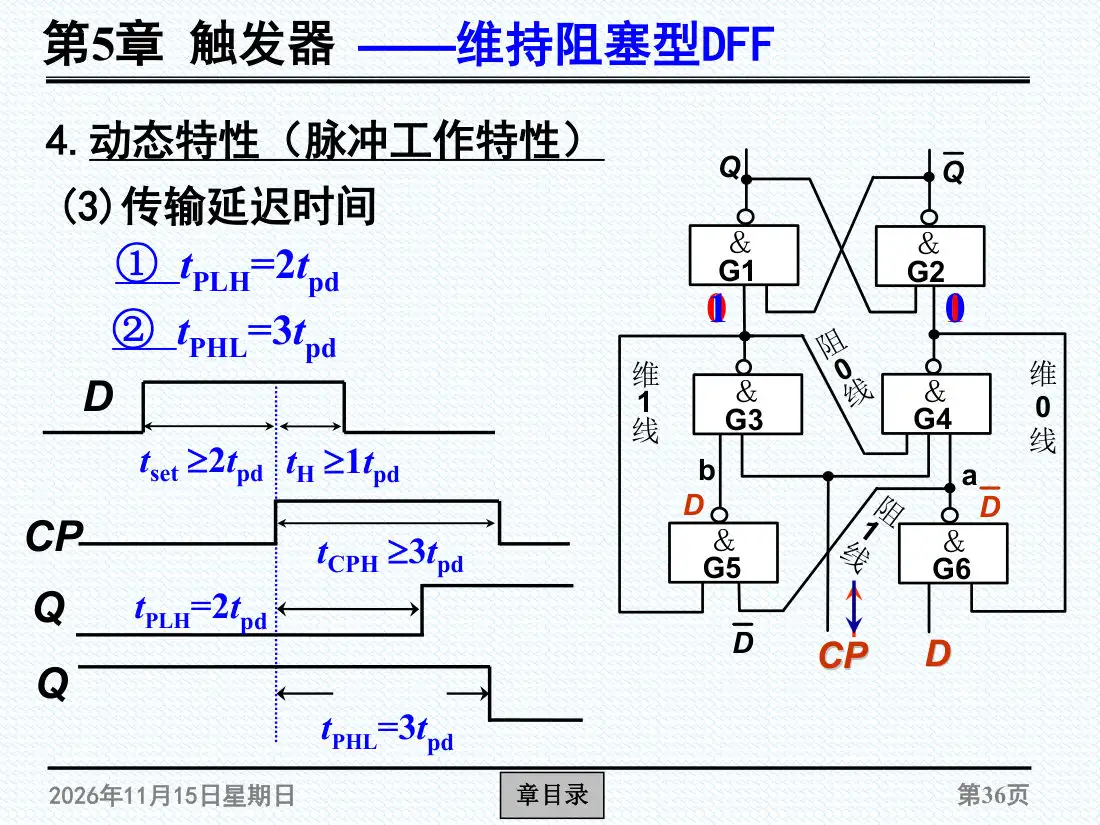 第5章 触发器 ——维持阻塞型DFF
4.动态特性（脉冲工作特性）
(3)传输延迟时间
① tPLH=2tpd
② tPHL=3tpd
D
tset ≥2tpd
tH ≥1tpd
CP
tCPH ≥3tpd
Q
tPLH=2tpd
Q
tPHL=3tpd
Q
Q̅
&
G1
&
G2
维1线
阻0线
维0线
&
G3
&
G4
b
a
D
D̅
阻1线
&
G5
&
G6
D̅
CP
D
2026年11月15日星期日
章目录
第36页